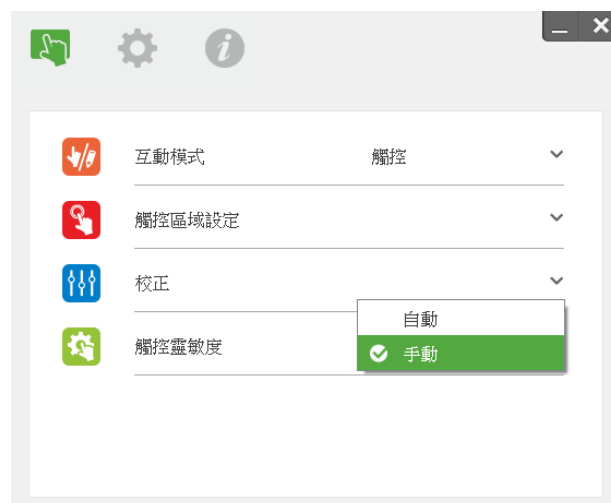 互動模式 觸控
觸控區域設定
校正
自動
觸控靈敏度
手動